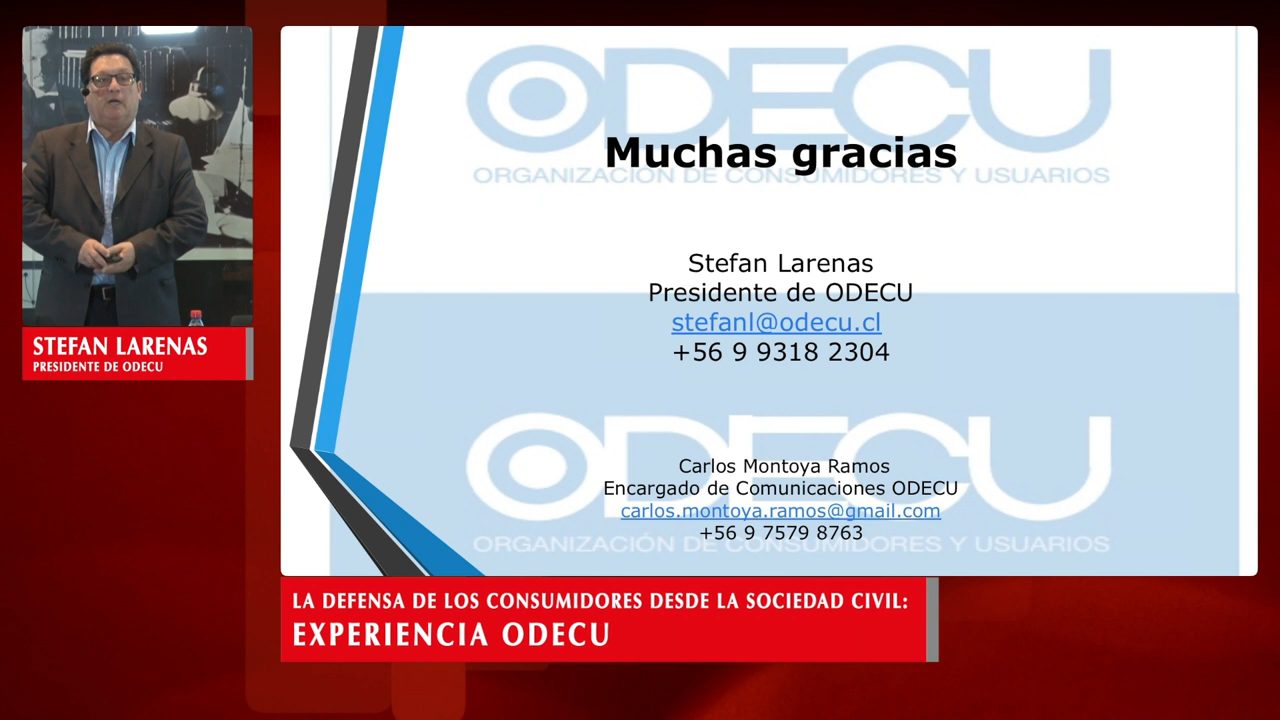 STEFAN LARENAS
PRESIDENTE DE ODECU
ODECU
Muchas gracias
ORGANIZACIÓN DE CONSUMIDORES Y USUARIOS
Stefan Larenas
Presidente de ODECU
stefanl@odecu.cl
+56 9 9318 2304
ODECU
Carlos Montoya Ramos
Encargado de Comunicaciones ODECU
carlos.montoya.ramos@gmail.com
+56 9 7579 8763
ORGANIZACIÓN DE CONSUMIDORES Y USUARIOS
LA DEFENSA DE LOS CONSUMIDORES DESDE LA SOCIEDAD CIVIL:
EXPERIENCIA ODECU